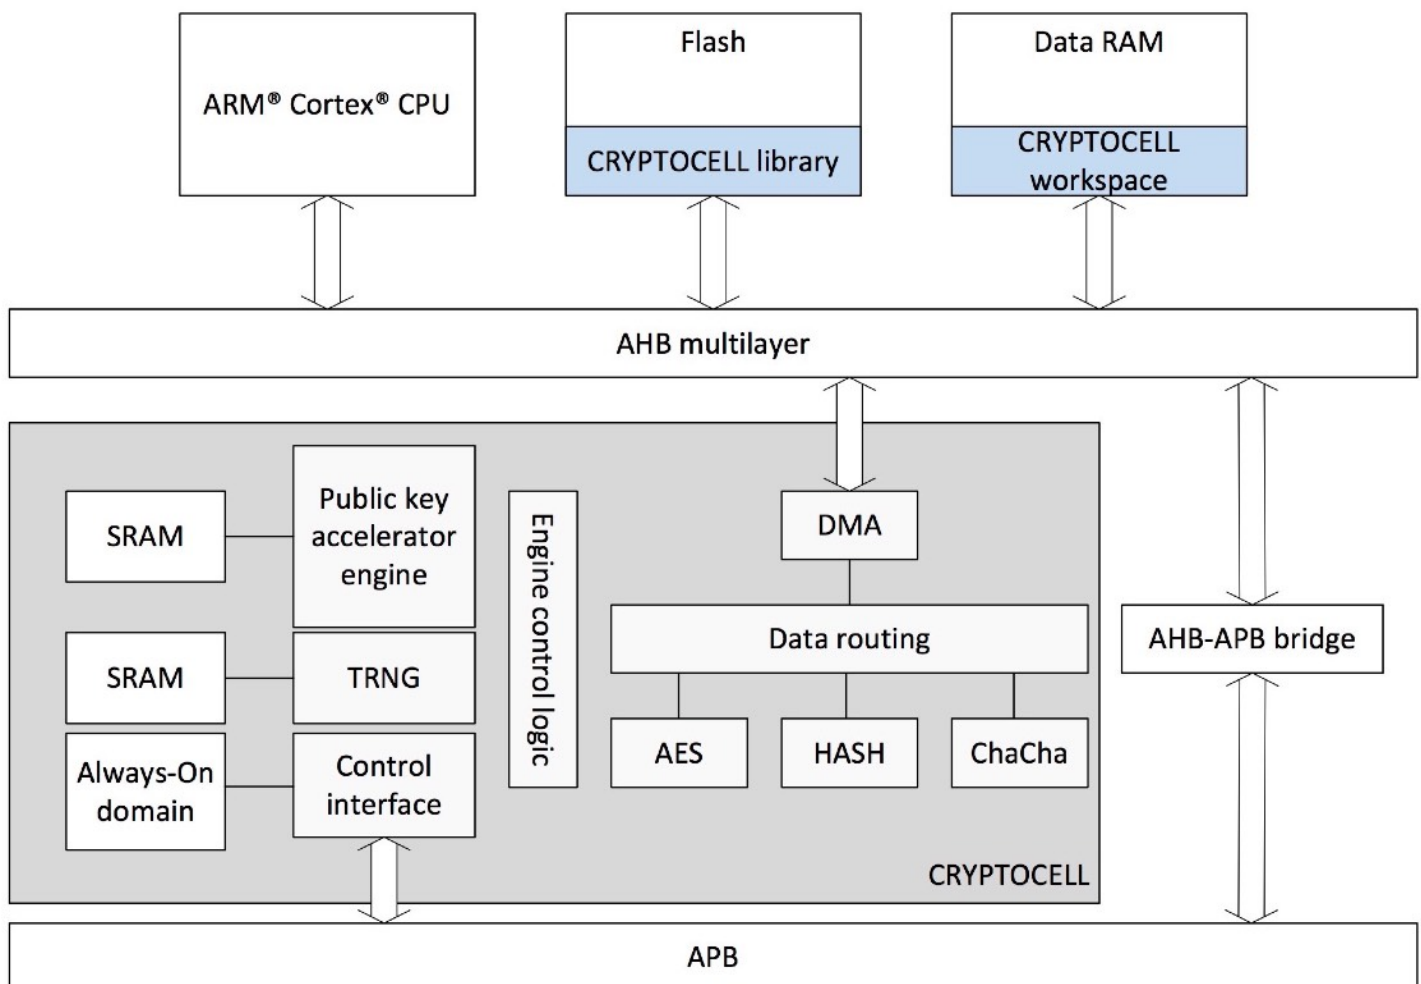 ARM® Cortex® CPU
Flash
CRYPTOCELL library
Data RAM
CRYPTOCELL
workspace
AHB multilayer
SRAM
Public key
accelerator
engine
SRAM
TRNG
Always-On
domain
Control
interface
Engine control logic
DMA
Data routing
AES
HASH
ChaCha
CRYPTOCELL
AHB-APB bridge
APB